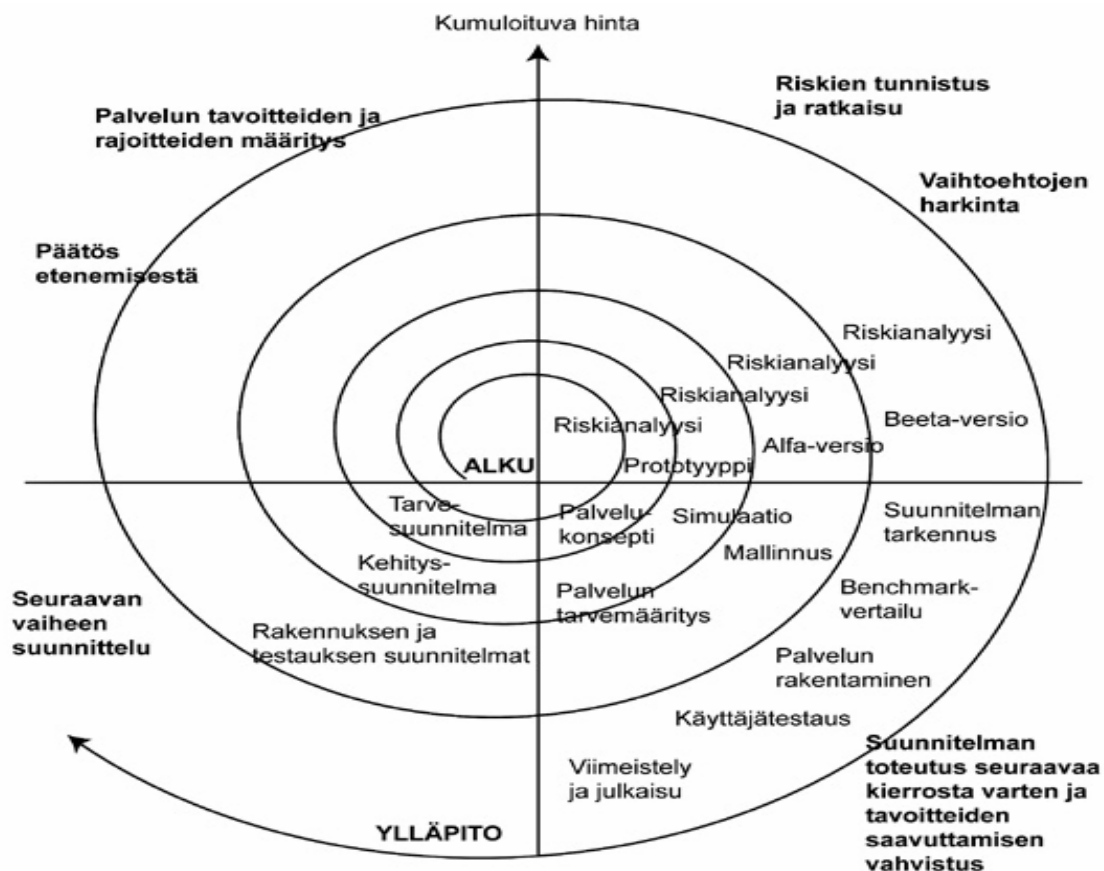 Kumuloituva hinta
Palvelun tavoitteiden ja
rajoitteiden määritys
Riskien tunnistus
ja ratkaisu
Vaihtoehtojen
harkinta
Päätös
etenemisestä
Riskianalyysi
Riskianalyysi
Riskianalyysi
Riskianalyysi
Beeta-versio
Alfa-versio
Prototyyppi
ALKU
Tarve-
suunnitelma
Palvelu-
konsepti
Simulaatio
Suunnitelman
tarkennus
Mallinnus
Kehitys-
suunnitelma
Palvelun
tarvemääritys
Benchmark-
vertailu
Seuraavan
vaiheen
suunnittelu
Rakennuksen ja
testauksen suunnitelmat
Palvelun
rakentaminen
Käyttäjätestaus
Viimeistely
ja julkaisu
Suunnitelman
toteutus seuraavaa
kierrosta varten ja
tavoitteiden
saavuttamisen
vahvistus
YLLÄPITO